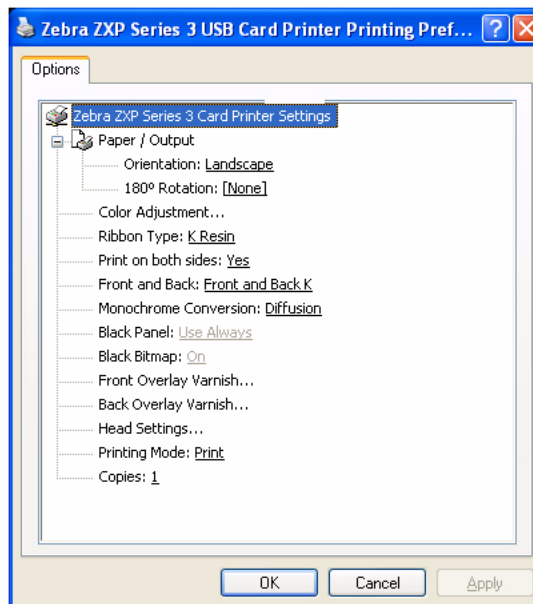 Zebra ZXP Series 3 USB Card Printer Printing Pref...
Options
Zebra ZXP Series 3 Card Printer Settings
Paper / Output
Orientation: Landscape
180º Rotation: [None]
Color Adjustment...
Ribbon Type: K Resin
Print on both sides: Yes
Front and Back: Front and Back K
Monochrome Conversion: Diffusion
Black Panel: Use Always
Black Bitmap: On
Front Overlay Varnish...
Back Overlay Varnish...
Head Settings...
Printing Mode: Print
Copies: 1
OK Cancel Apply